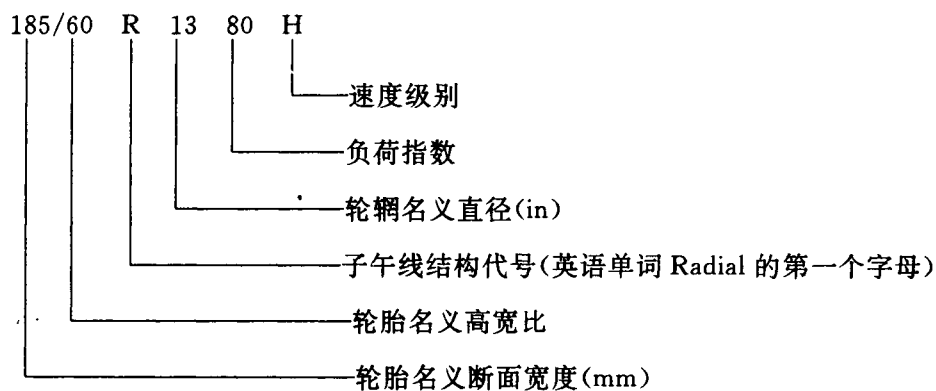 185/60 R 13 80 H
速度级别
负荷指数
轮辋名义直径(in)
子午线结构代号(英语单词 Radial 的第一个字母)
轮胎名义高宽比
轮胎名义断面宽度(mm)